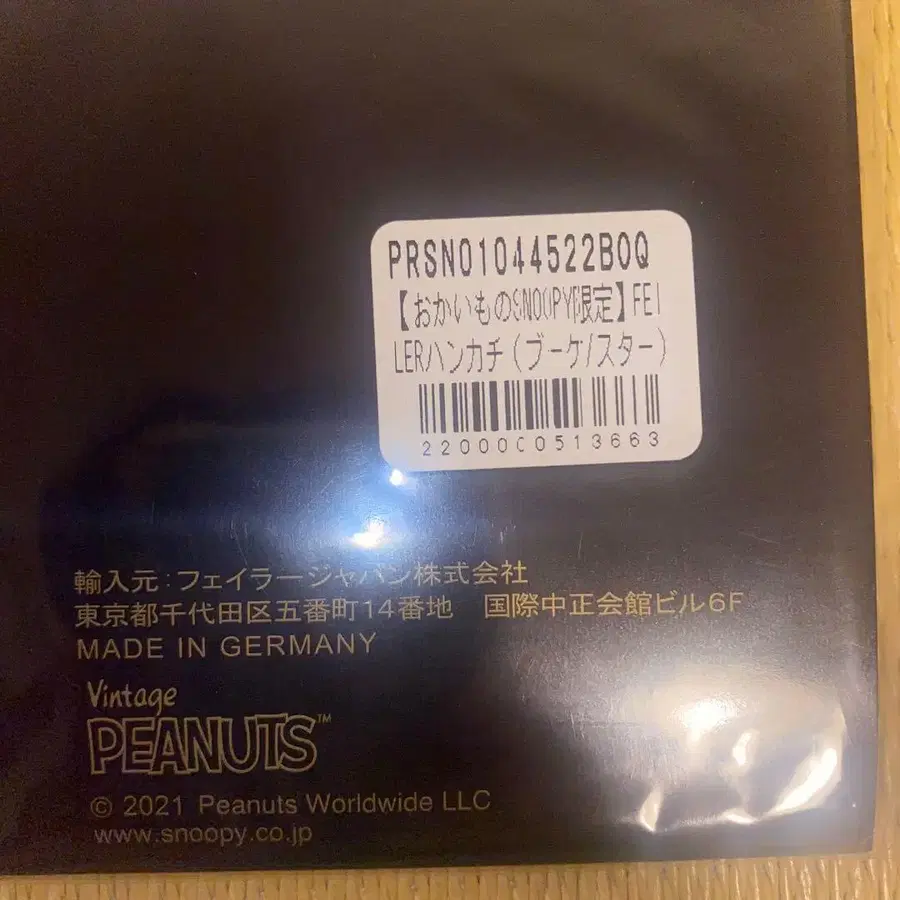 PRSN01044522BOQ
【おかいものSNOOPY限定】FEI
LERハンカチ(ブーケ/スター)
2200000513663
輸入元:フェイラージャパン株式会社
東京都千代田区五番町14番地 国際中正会館ビル6F
MADE IN GERMANY
Vintage
PEANUTS™
© 2021 Peanuts Worldwide LLC
www.snoopy.co.jp